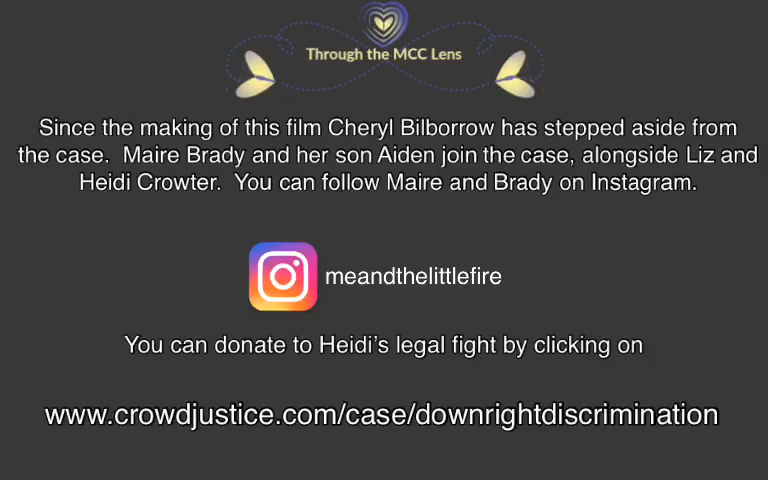 Through the MCC Lens
Since the making of this film Cheryl Bilborrow has stepped aside from
the case. Maire Brady and her son Aiden join the case, alongside Liz and
Heidi Crowter. You can follow Maire and Brady on Instagram.
meandthelittlefire
You can donate to Heidi's legal fight by clicking on
www.crowdjustice.com/case/downrightdiscrimination